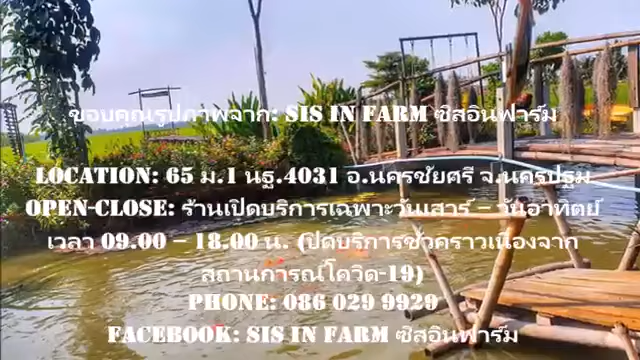 ขอบคุณรูปภาพจาก: SIS IN FARM ซิสอินฟาร์ม
LOCATION: 65 ม.1 นฐ.4031 อ.นครชัยศรี จ.นครปฐม
OPEN-CLOSE: ร้านเปิดบริการเฉพาะวันเสาร์ – วันอาทิตย์
เวลา 09.00 – 18.00 น. (ปิดบริการชั่วคราวเนื่องจาก
สถานการณ์โควิด-19)
PHONE: 086 029 9929
FACEBOOK: SIS IN FARM ซิสอินฟาร์ม